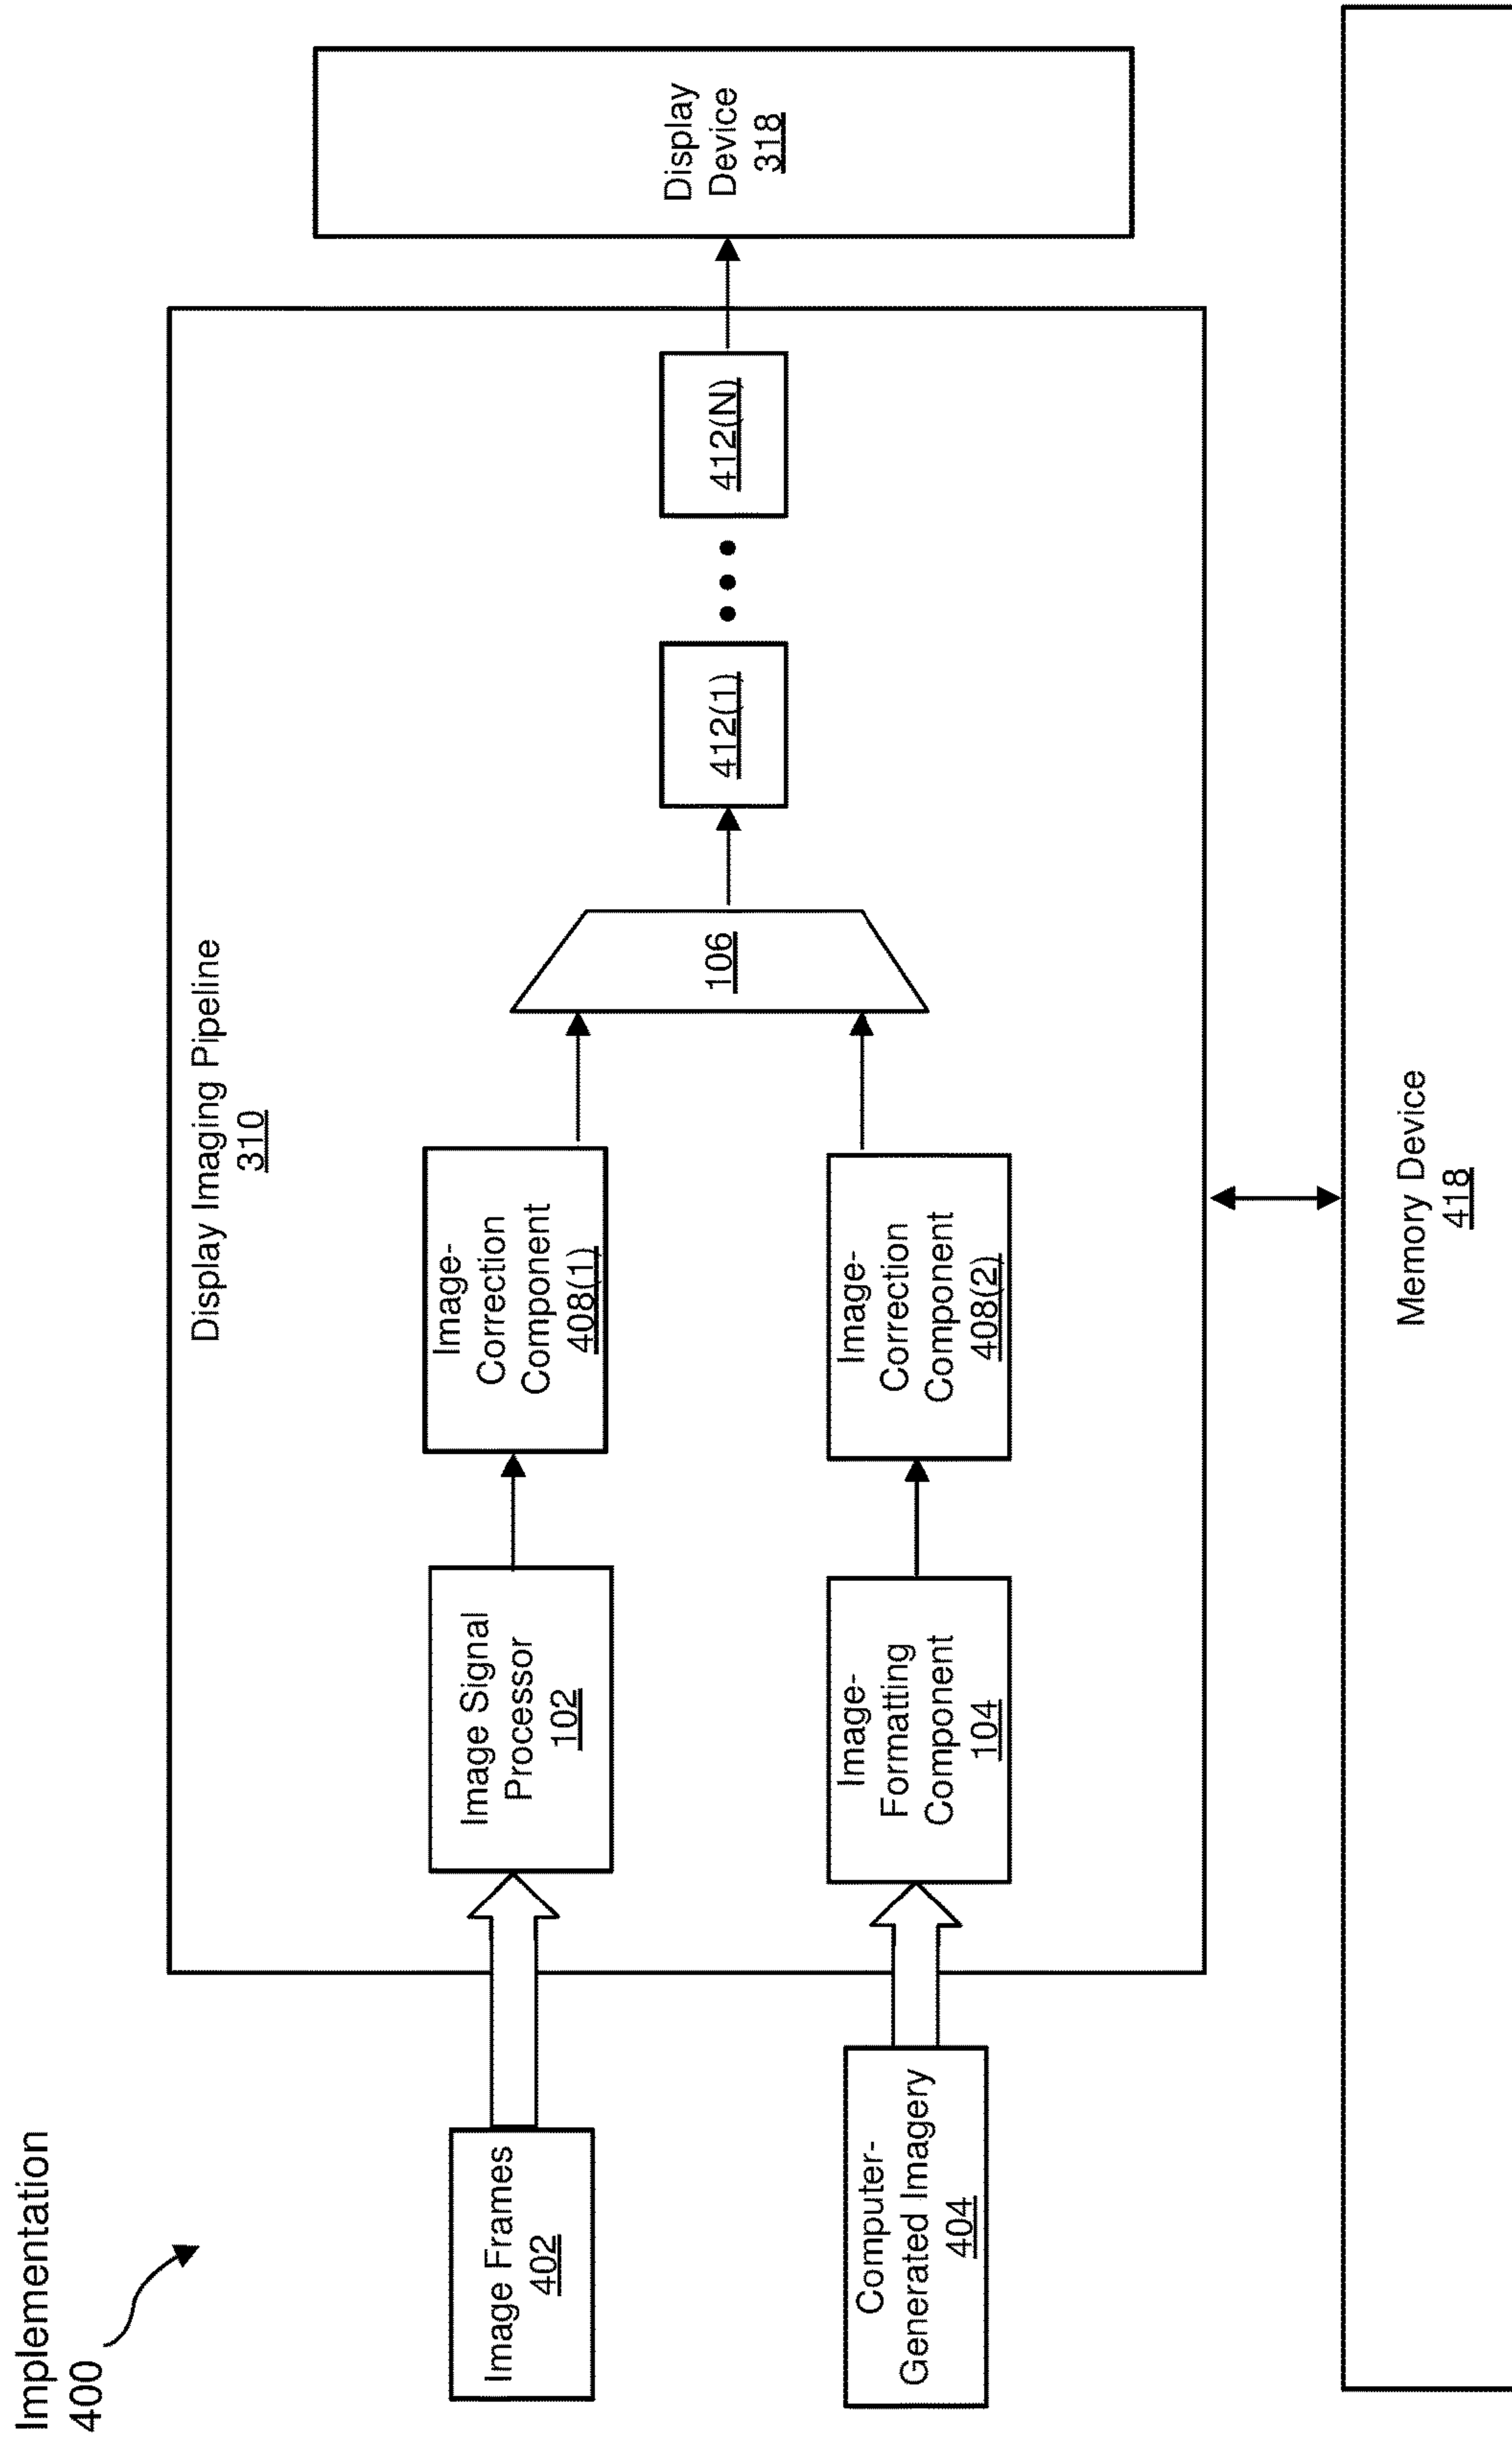 Implementation
400
Display Imaging Pipeline
310
Image Frames
402
Image Signal
Processor
102
Image-
Correction
Component
408(1)
Computer-
Generated Imagery
404
Image-
Formatting
Component
104
Image-
Correction
Component
408(2)
106
412(1)
412(N)
Display
Device
318
Memory Device
418